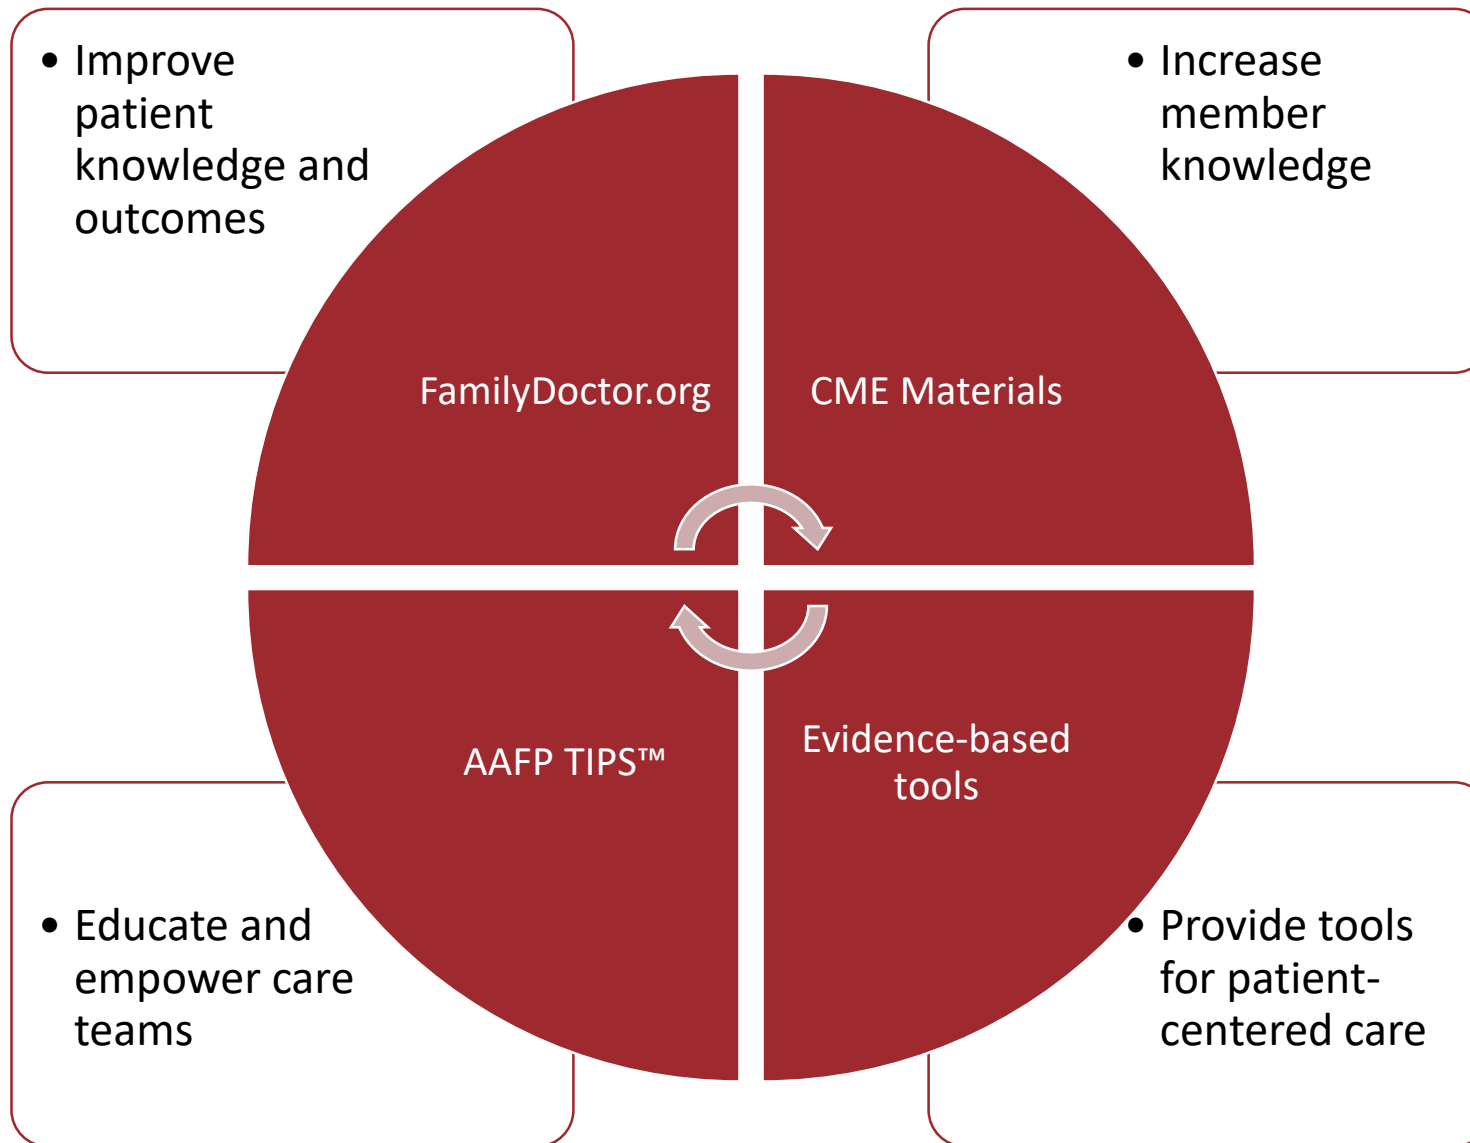 • Improve
patient
knowledge and
outcomes
• Increase
member
knowledge
FamilyDoctor.org
CME Materials
AAFP TIPS™
Evidence-based
tools
• Educate and
empower care
teams
• Provide tools
for patient-
centered care